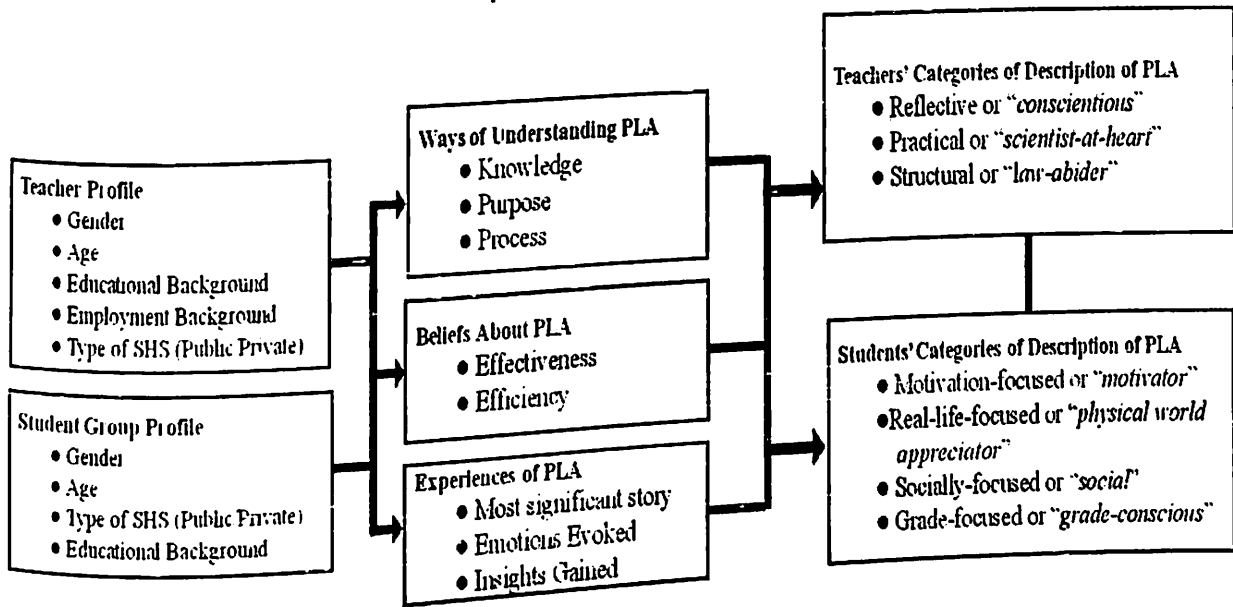 Teacher Profile
● Gender
● Age
● Educational Background
● Employment Background
● Type of SHS (Public Private)
Student Group Profile
● Gender
● Age
● Type of SHS (Public Private)
● Educational Background
Ways of Understanding PLA
● Knowledge
● Purpose
● Process
Beliefs About PLA
● Effectiveness
● Efficiency
Experiences of PLA
● Most significant story
● Emotions Evoked
● Insights Gained
Teachers' Categories of Description of PLA
● Reflective or "conscientious"
● Practical or "scientist-at-heart"
● Structural or "law-abider"
Students' Categories of Description of PLA
● Motivation-focused or "motivator"
●Real-life-focused or "physical world
appreciator"
● Socially-focused or "social"
● Grade-focused or "grade-conscious"